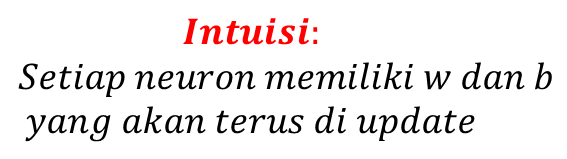 Intuisi:
Setiap neuron memiliki w dan b
yang akan terus di update